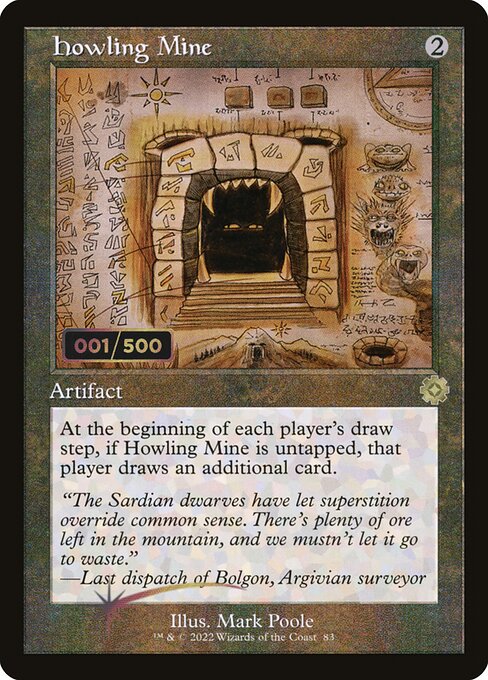 Howling Mine
2
001/500
Artifact
At the beginning of each player's draw
step, if Howling Mine is untapped, that
player draws an additional card.
"The Sardian dwarves have let superstition
override common sense. There's plenty of ore
left in the mountain, and we mustn't let it go
to waste."
—Last dispatch of Bolgon, Argivian surveyor
Illus. Mark Poole
™ & © 2022 Wizards of the Coast 83